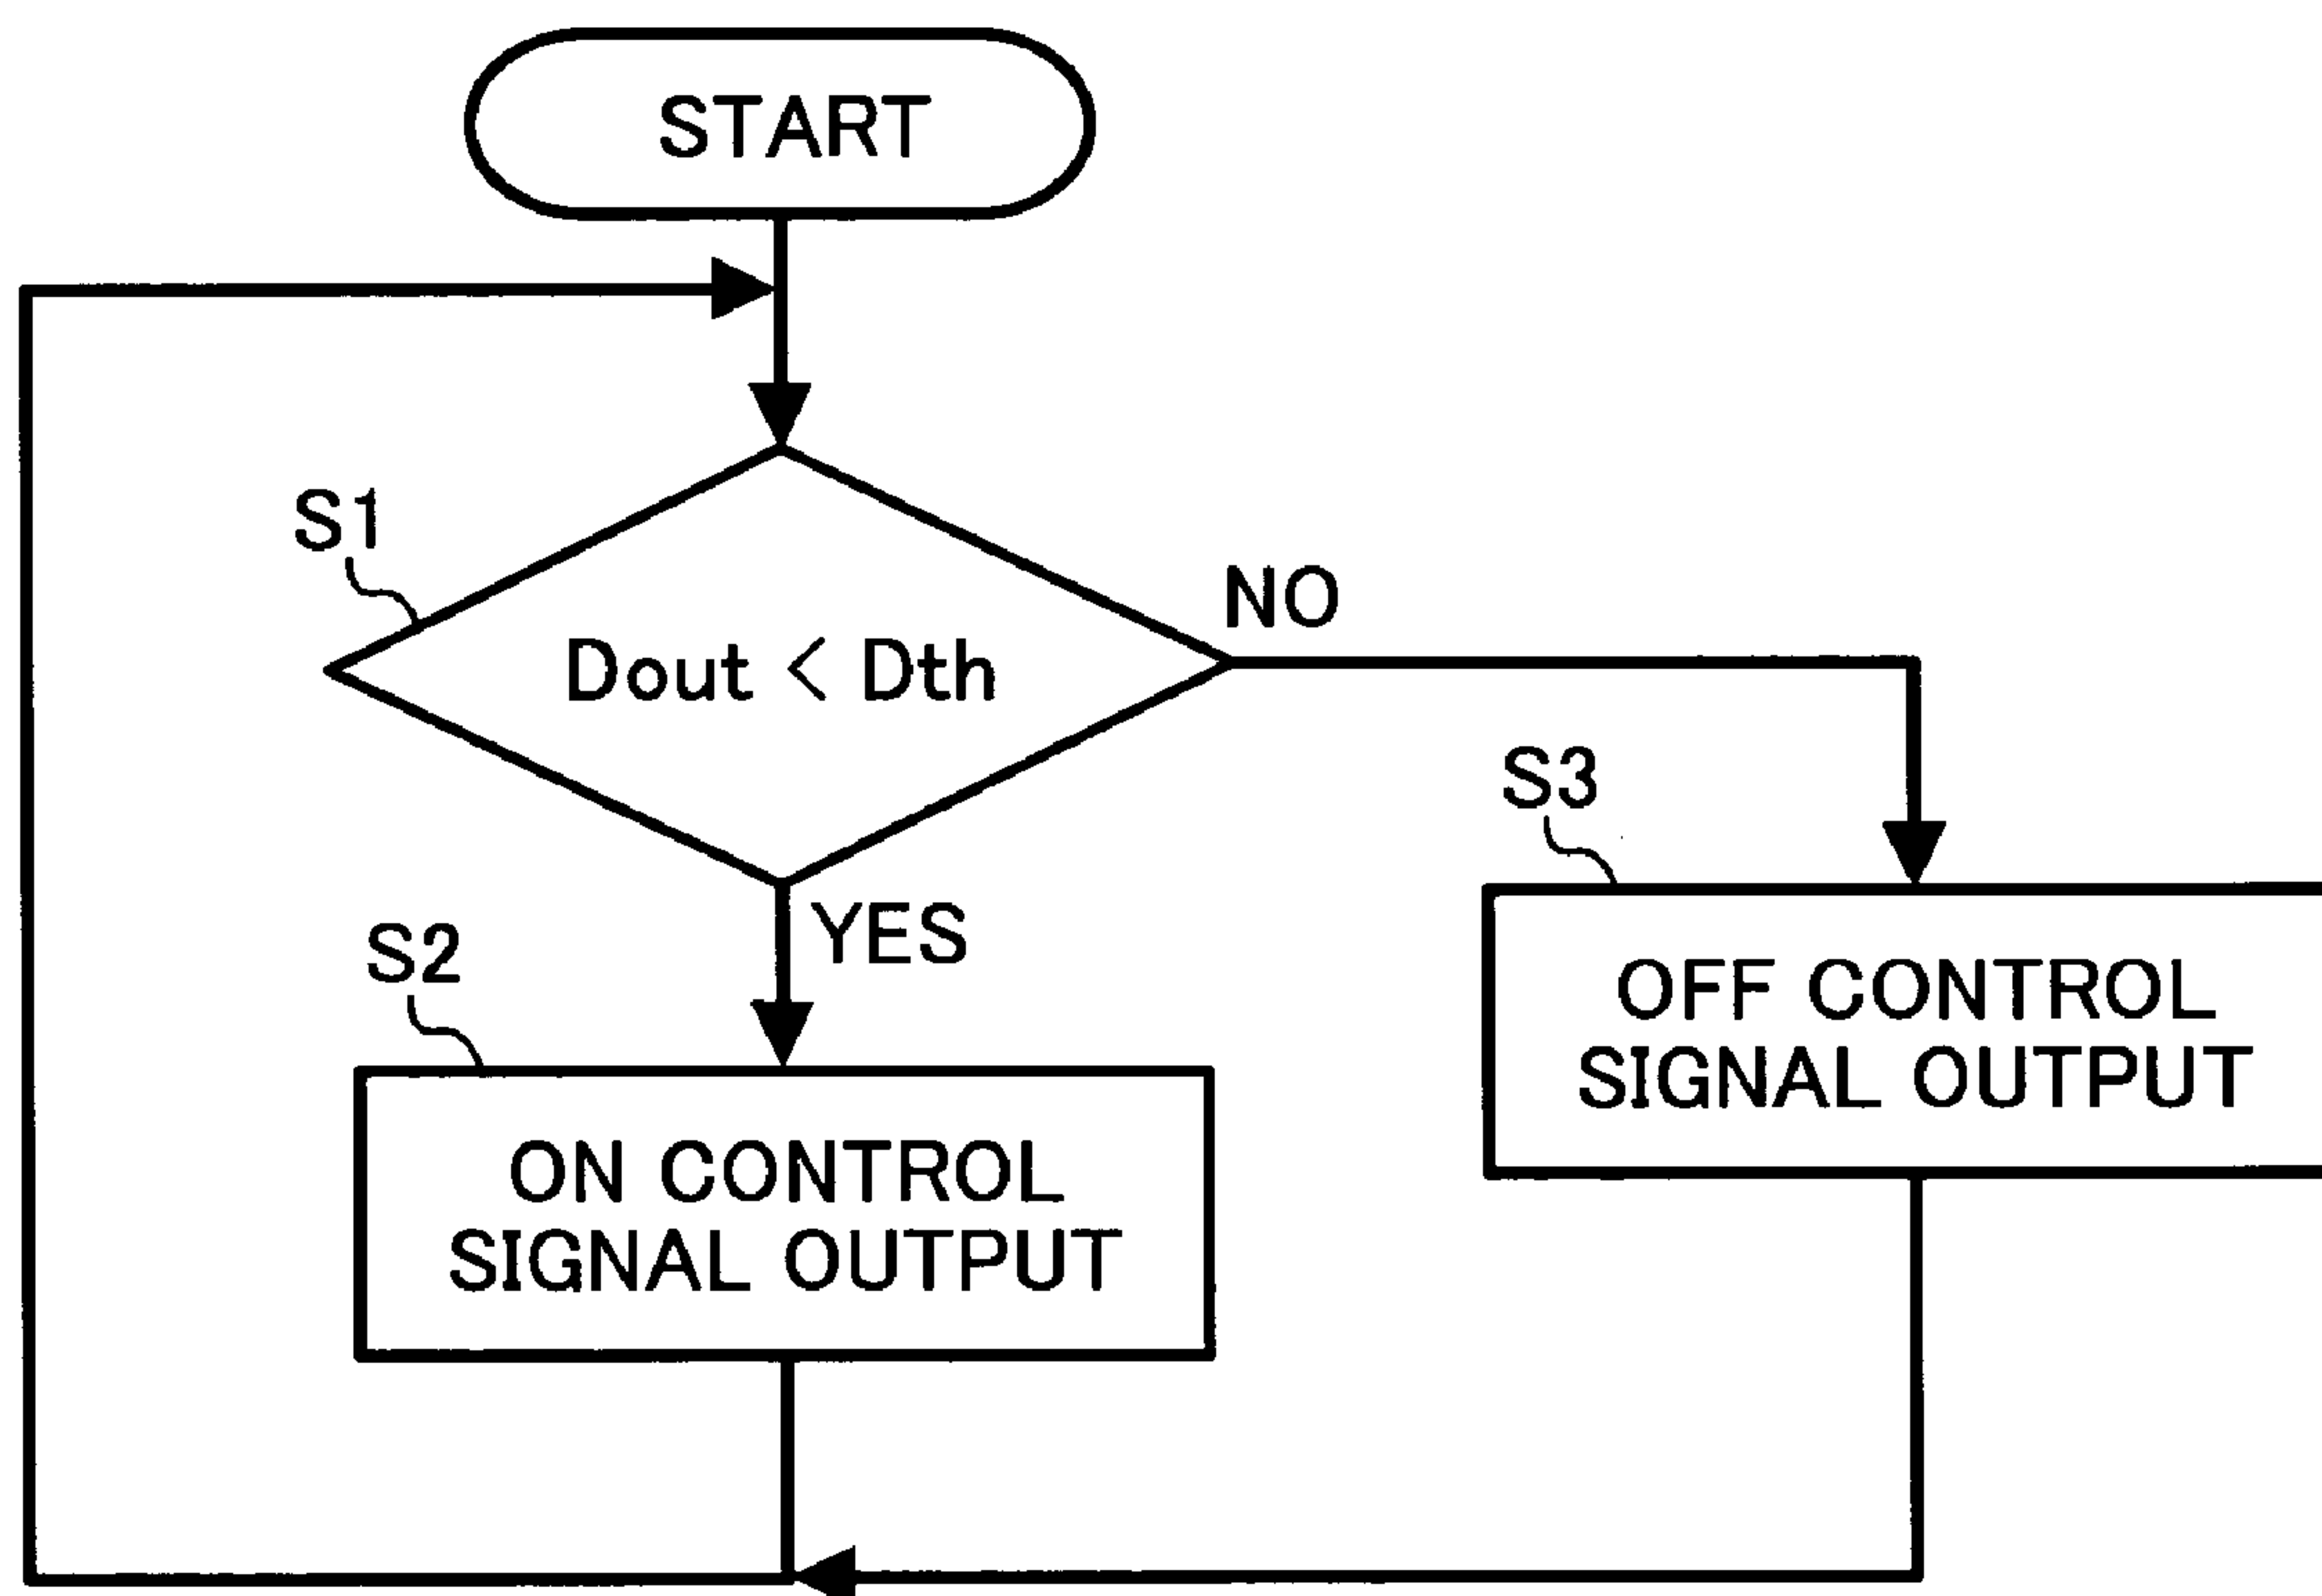 START
S1
Dout < Dth
NO
YES
S2
ON CONTROL
SIGNAL OUTPUT
S3
OFF CONTROL
SIGNAL OUTPUT